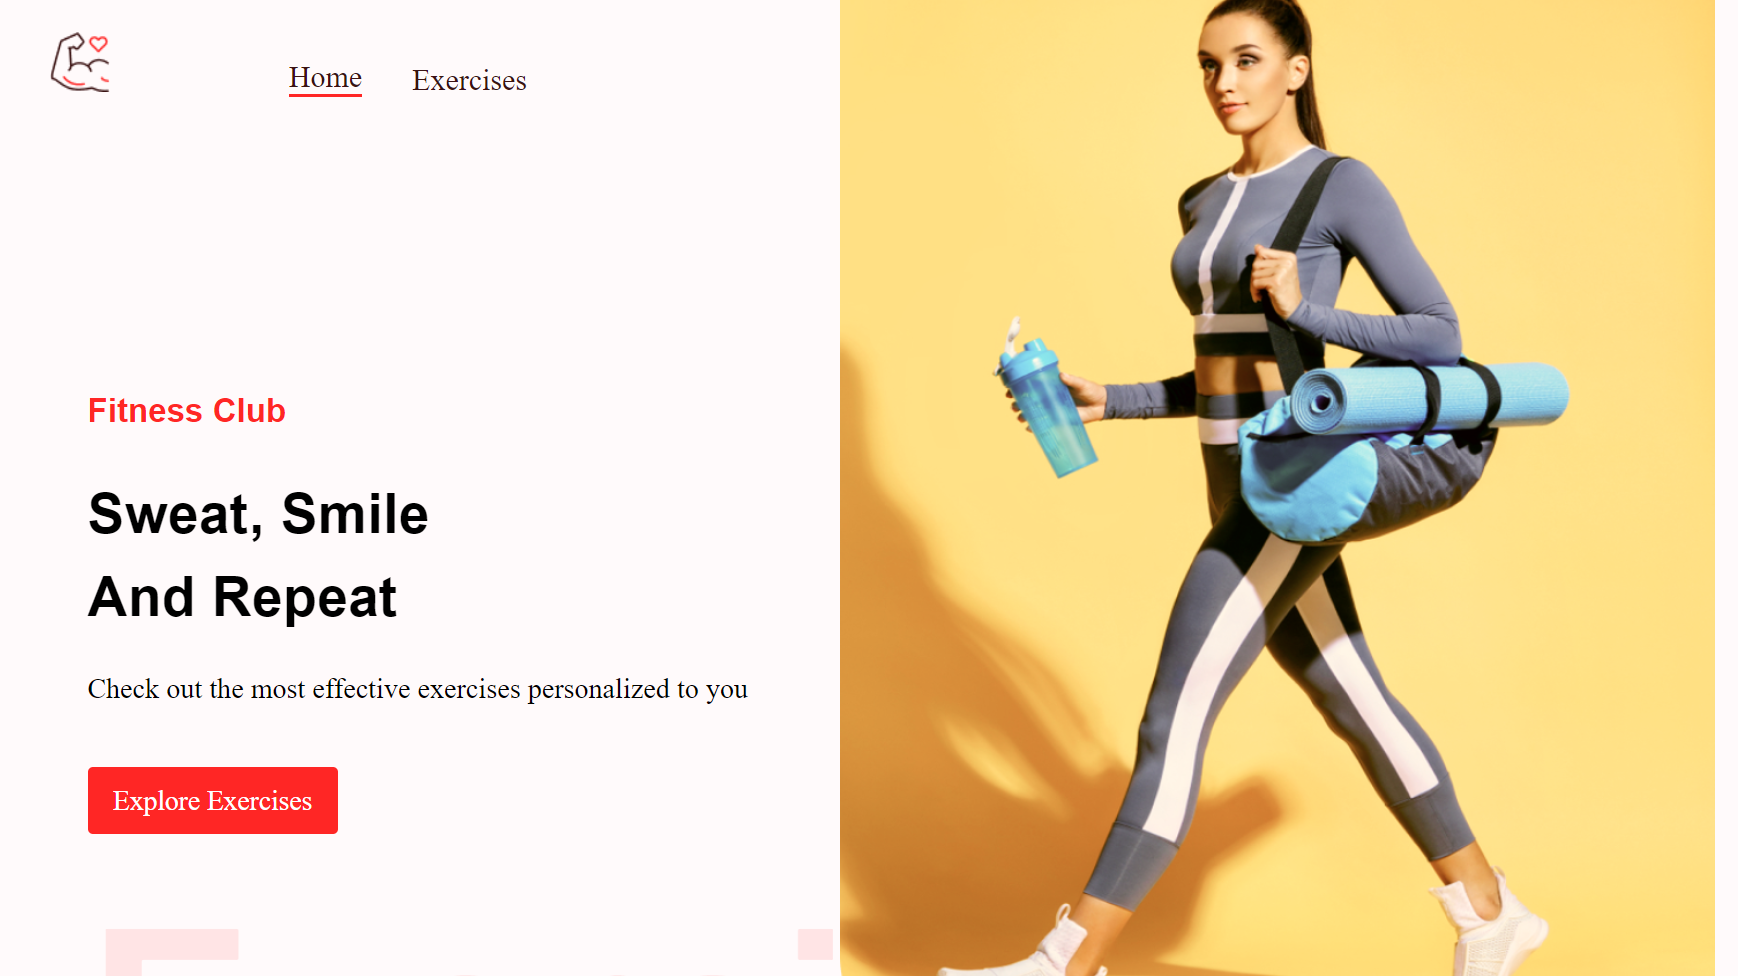 Home Exercises
Fitness Club
Sweat, Smile
And Repeat
Check out the most effective exercises personalized to you
Explore Exercises